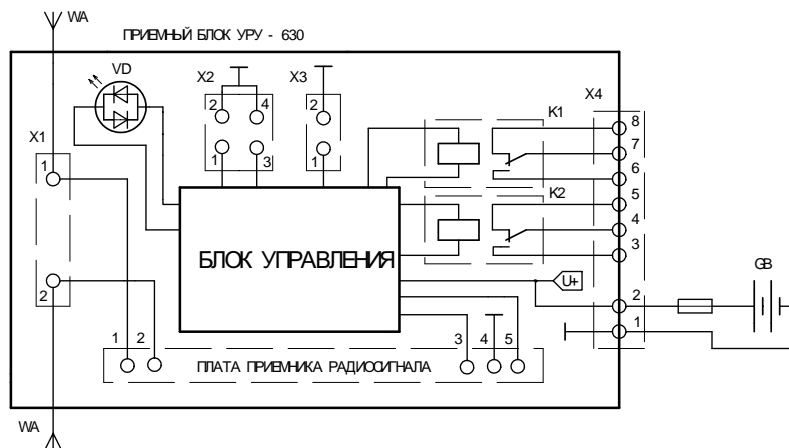 WA
ПРИЕМНЫЙ БЛОК УРУ - 630
VD
X2
X3
X4
K1
2
4
2
8
X1
7
1
1
3
1
6
K2
5
4
БЛОК УПРАВЛЕНИЯ
3
GB
U+
2
2
1
1
2
3
4
5
ПЛАТА ПРИЕМНИКА РАДИОСИГНАЛА
WA